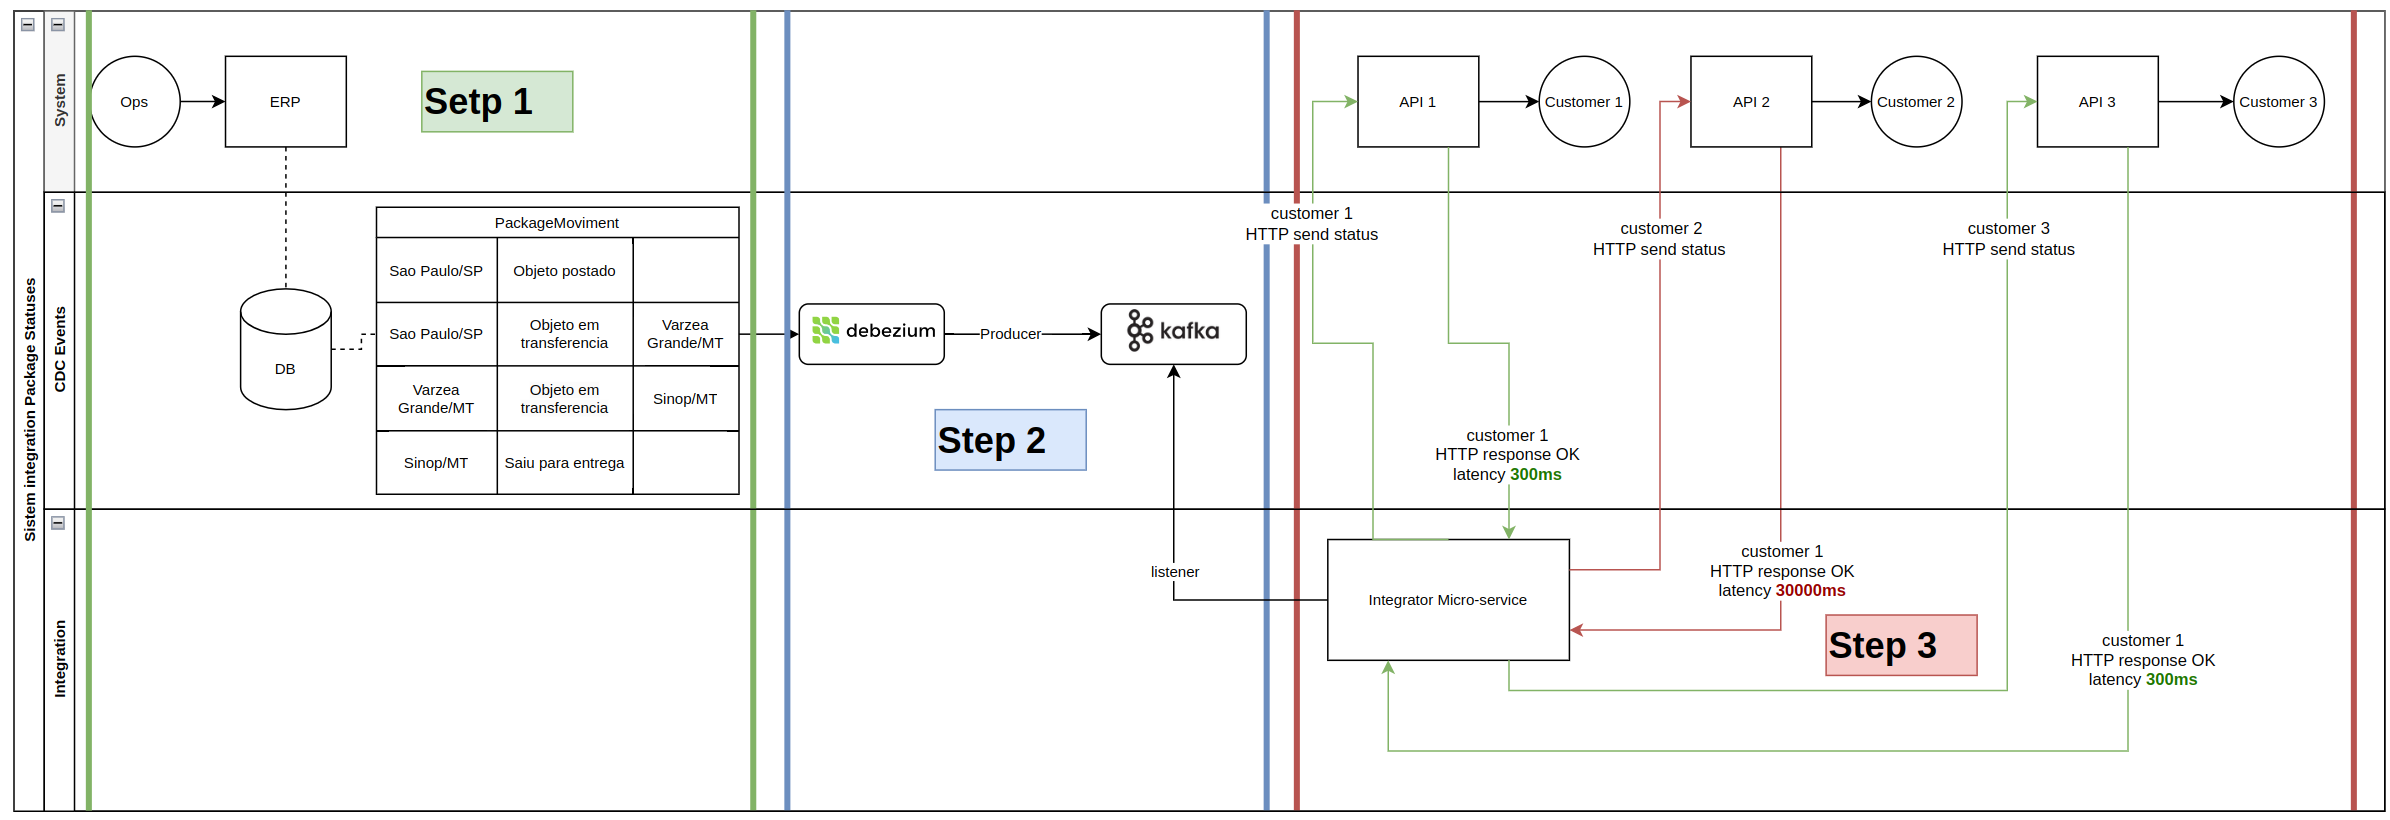 Sistem integration Package Statuses
System
CDC Events
Integration
Ops
ERP
Setp 1
DB
PackageMoviment
Sao Paulo/SP
Objeto postado
Sao Paulo/SP
Objeto em
transferencia
Varzea
Grande/MT
Varzea
Grande/MT
Objeto em
transferencia
Sinop/MT
Sinop/MT
Saiu para entrega
debezium
Producer
kafka
Step 2
listener
API 1
Customer 1
API 2
Customer 2
API 3
Customer 3
customer 1
HTTP send status
customer 2
HTTP send status
customer 3
HTTP send status
customer 1
HTTP response OK
latency 300ms
customer 1
HTTP response OK
latency 30000ms
Integrator Micro-service
Step 3
customer 1
HTTP response OK
latency 300ms